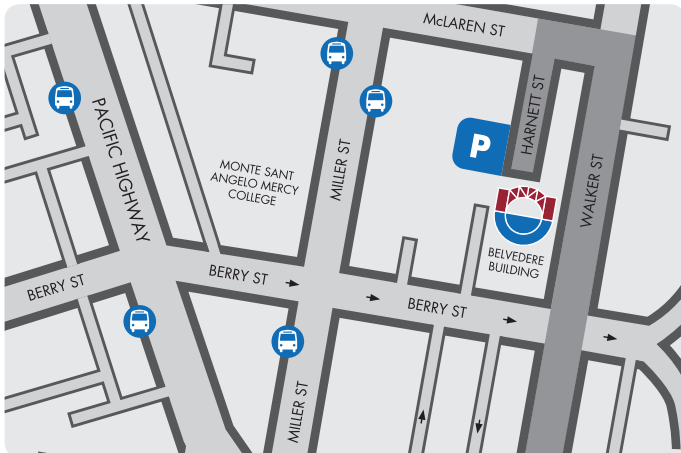 McLAREN ST
HARNETT ST
P
PACIFIC HIGHWAY
MILLER ST
MONTE SANT
ANGELO MERCY
COLLEGE
WALKER ST
BELVEDERE
BUILDING
BERRY ST
BERRY ST
BERRY ST
MILLER ST